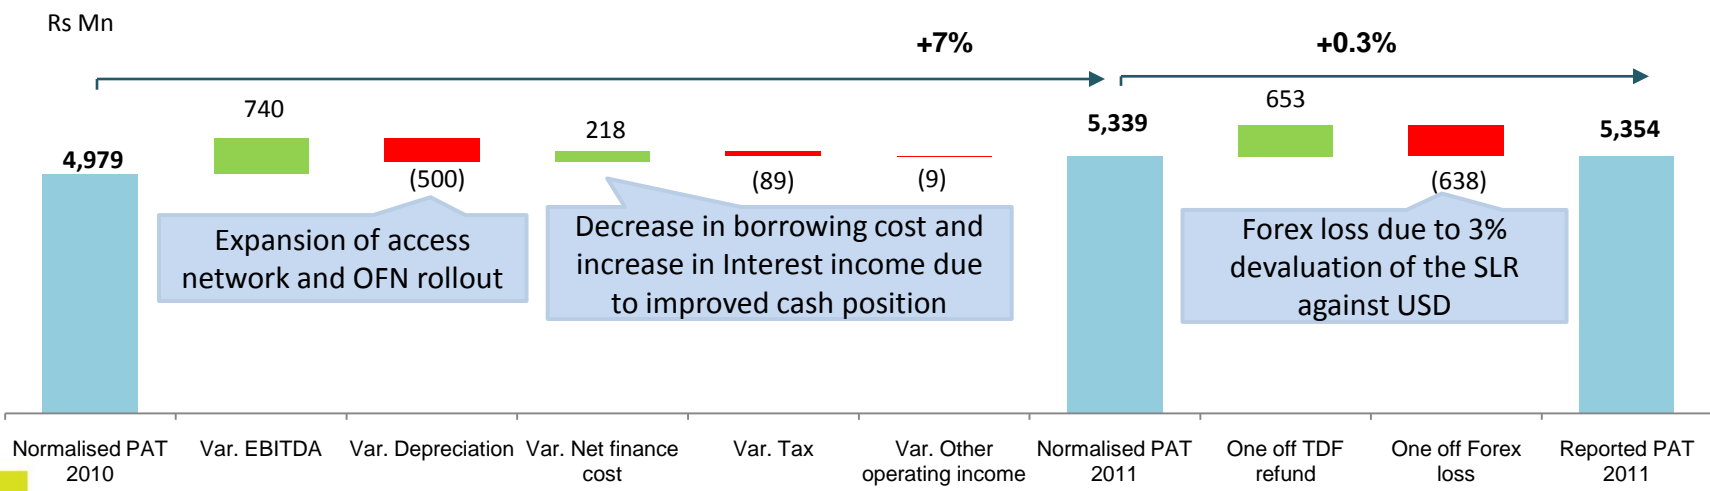 Rs Mn
+7%
+0.3%
4,979
740
(500)
218
(89)
(9)
5,339
653
(638)
5,354
Expansion of access
network and OFN rollout
Decrease in borrowing cost and
increase in Interest income due
to improved cash position
Forex loss due to 3%
devaluation of the SLR
against USD
Normalised PAT
2010
Var. EBITDA
Var. Depreciation
Var. Net finance
cost
Var. Tax
Var. Other
operating income
Normalised PAT
2011
One off TDF
refund
One off Forex
loss
Reported PAT
2011